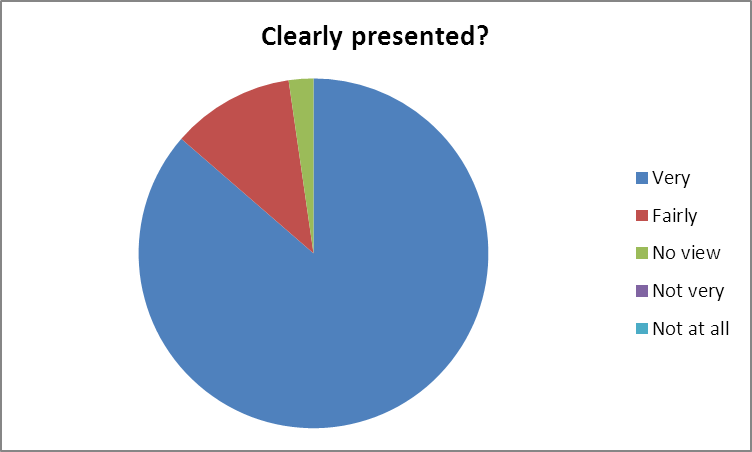 Clearly presented?
Very
Fairly
No view
Not very
Not at all